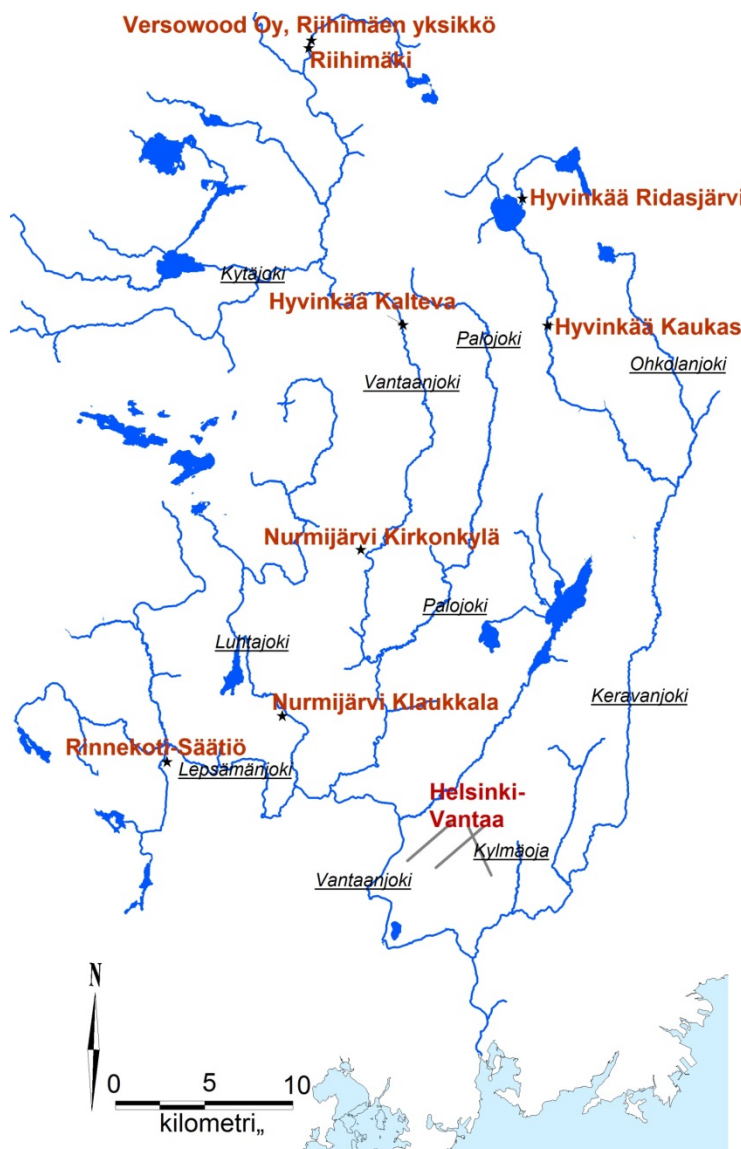 Versowood Oy, Riihimäen yksikkö
Riihimäki
Hyvinkää Ridasjärvi
Kytäjoki
Hyvinkää Kalteva
Palojoki
Hyvinkää Kaukas
Ohkolanjoki
Vantaanjoki
Nurmijärvi Kirkonkylä
Palojoki
Luhtajoki
Keravanjoki
Nurmijärvi Klaukkala
Rinnekoti-Säätiö
Lepsämänjoki
Helsinki-
Vantaa
Kylmäoja
Vantaanjoki
N
0 5 10
kilometri„